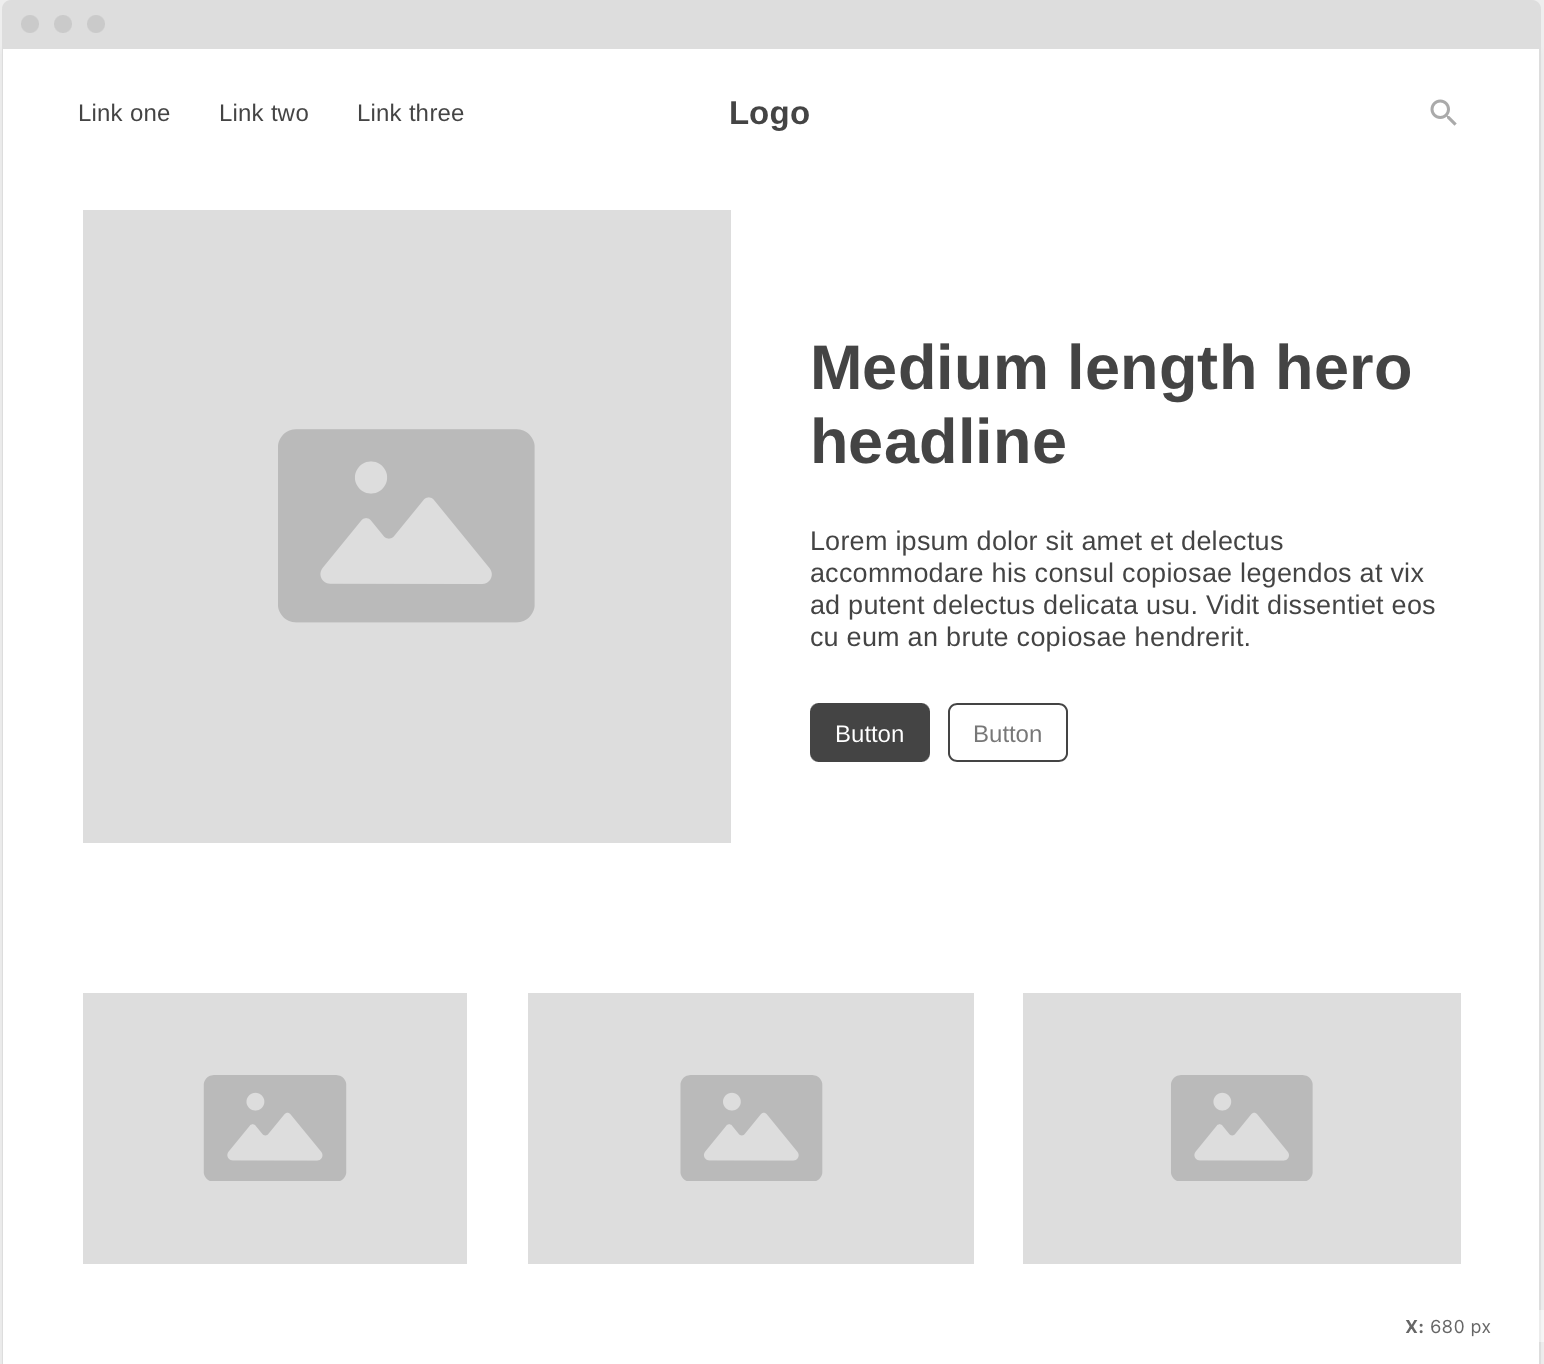 Link one Link two Link three Logo
Medium length hero
headline
Lorem ipsum dolor sit amet et delectus
accommodare his consul copiosae legendos at vix
ad putent delectus delicata usu. Vidit dissentiet eos
cu eum an brute copiosae hendrerit.
Button Button
X: 680 px